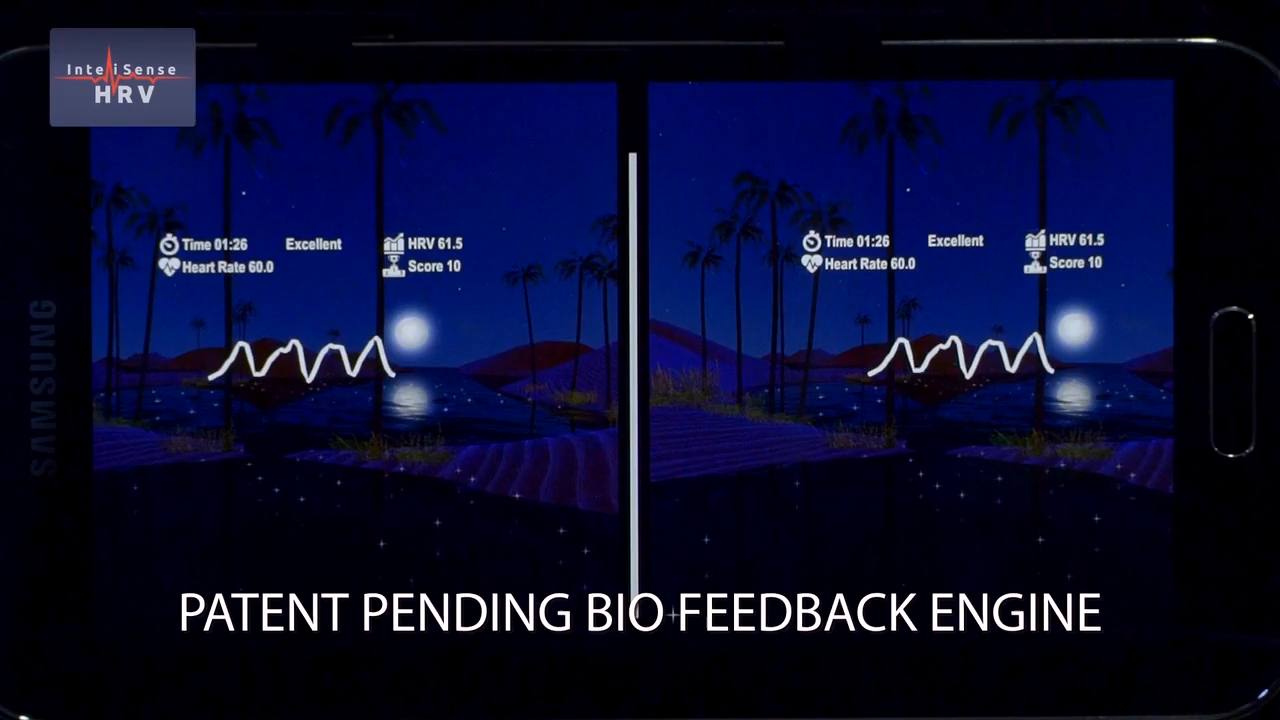 InteliSense
HRV
SAMSUNG
Time 01:26 Excellent HRV 61.5
Heart Rate 60.0 Score 10
Time 01:26 Excellent HRV 61.5
Heart Rate 60.0 Score 10
PATENT PENDING BIO FEEDBACK ENGINE